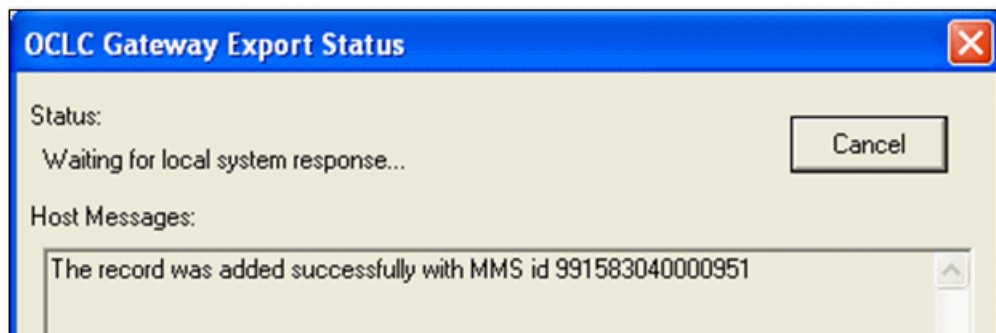 OCLC Gateway Export Status
Status:
Cancel
Waiting for local system response...
Host Messages:
The record was added successfully with MMS id 991583040000951